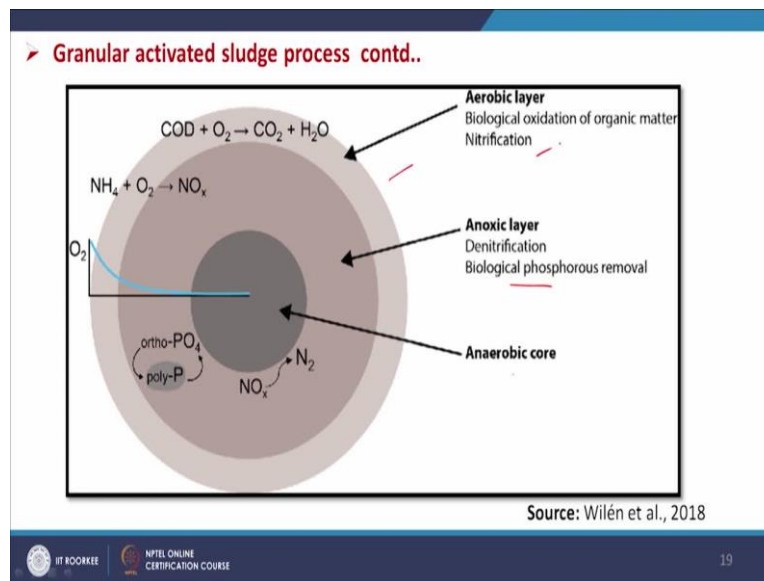 Granular activated sludge process contd..
Aerobic layer
Biological oxidation of organic matter
Nitrification
COD + O₂ → CO₂ + H₂O
NH₄ + O₂ → NOₓ
O₂
Anoxic layer
Denitrification
Biological phosphorous removal
Anaerobic core
ortho-PO₄
poly-P
N₂
NOₓ
Source: Wilén et al., 2018
IIT ROORKEE
NPTEL ONLINE
CERTIFICATION COURSE
19